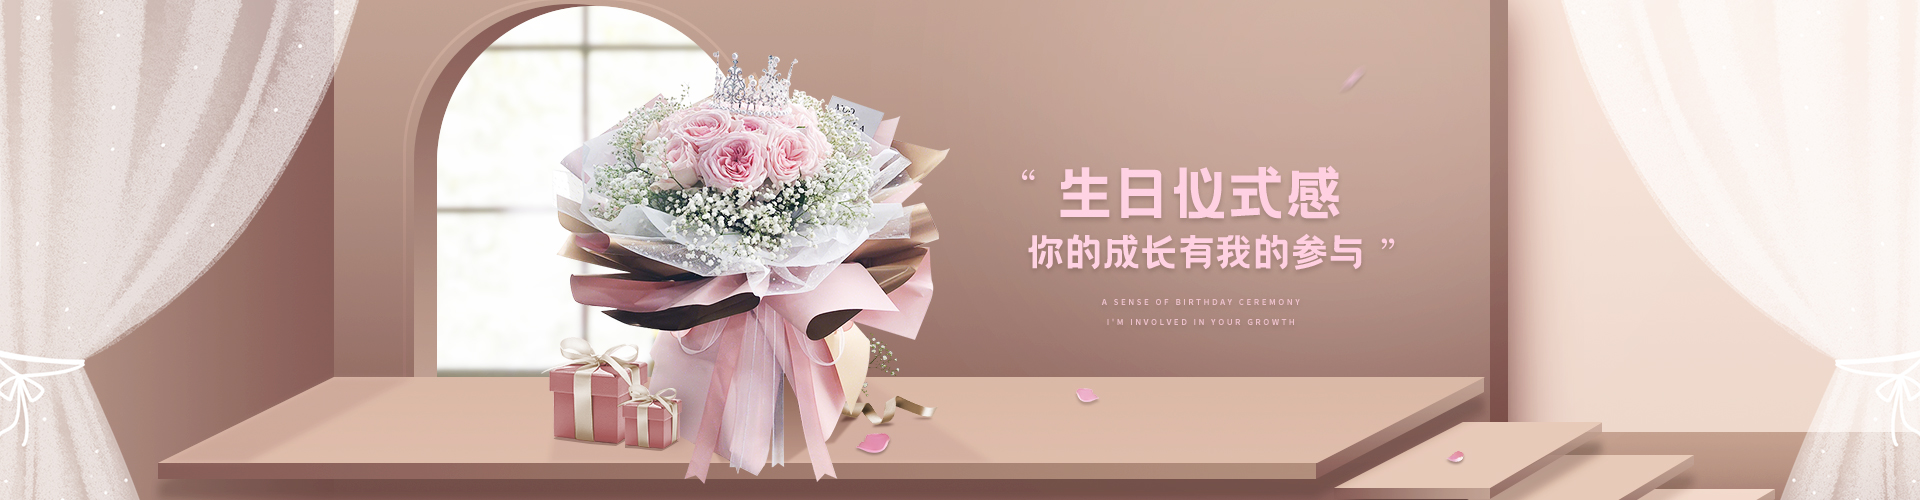 “ 生日仪式感
你的成长有我的参与 ”
A SENSE OF BIRTHDAY CEREMONY
I'M INVOLVED IN YOUR GROWTH